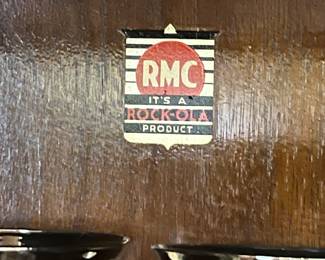 RMC
IT'S A
ROCK-OLA
PRODUCT